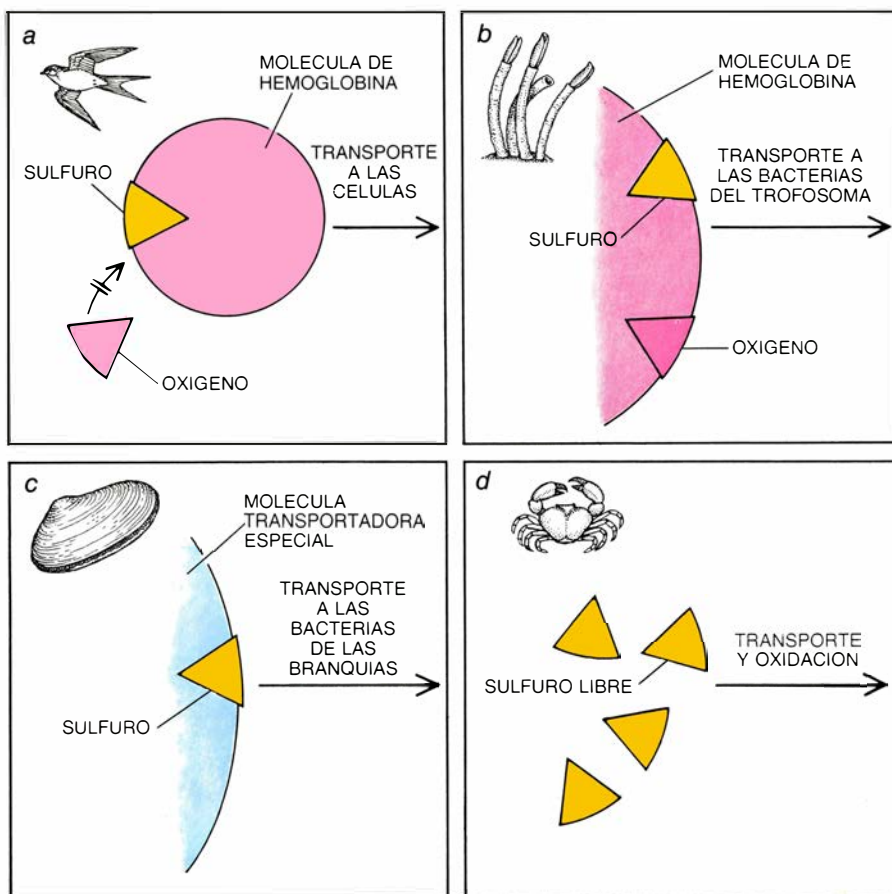 a
MOLECULA DE
HEMOGLOBINA
SULFURO
TRANSPORTE
A LAS
CELULAS
OXIGENO
b
MOLECULA DE
HEMOGLOBINA
TRANSPORTE A
LAS BACTERIAS
DEL TROFOSOMA
SULFURO
OXIGENO
c
MOLECULA
TRANSPORTADORA
ESPECIAL
TRANSPORTE
A LAS
BACTERIAS
DE LAS
BRANQUIAS
SULFURO
d
SULFURO LIBRE
TRANSPORTE
Y OXIDACION